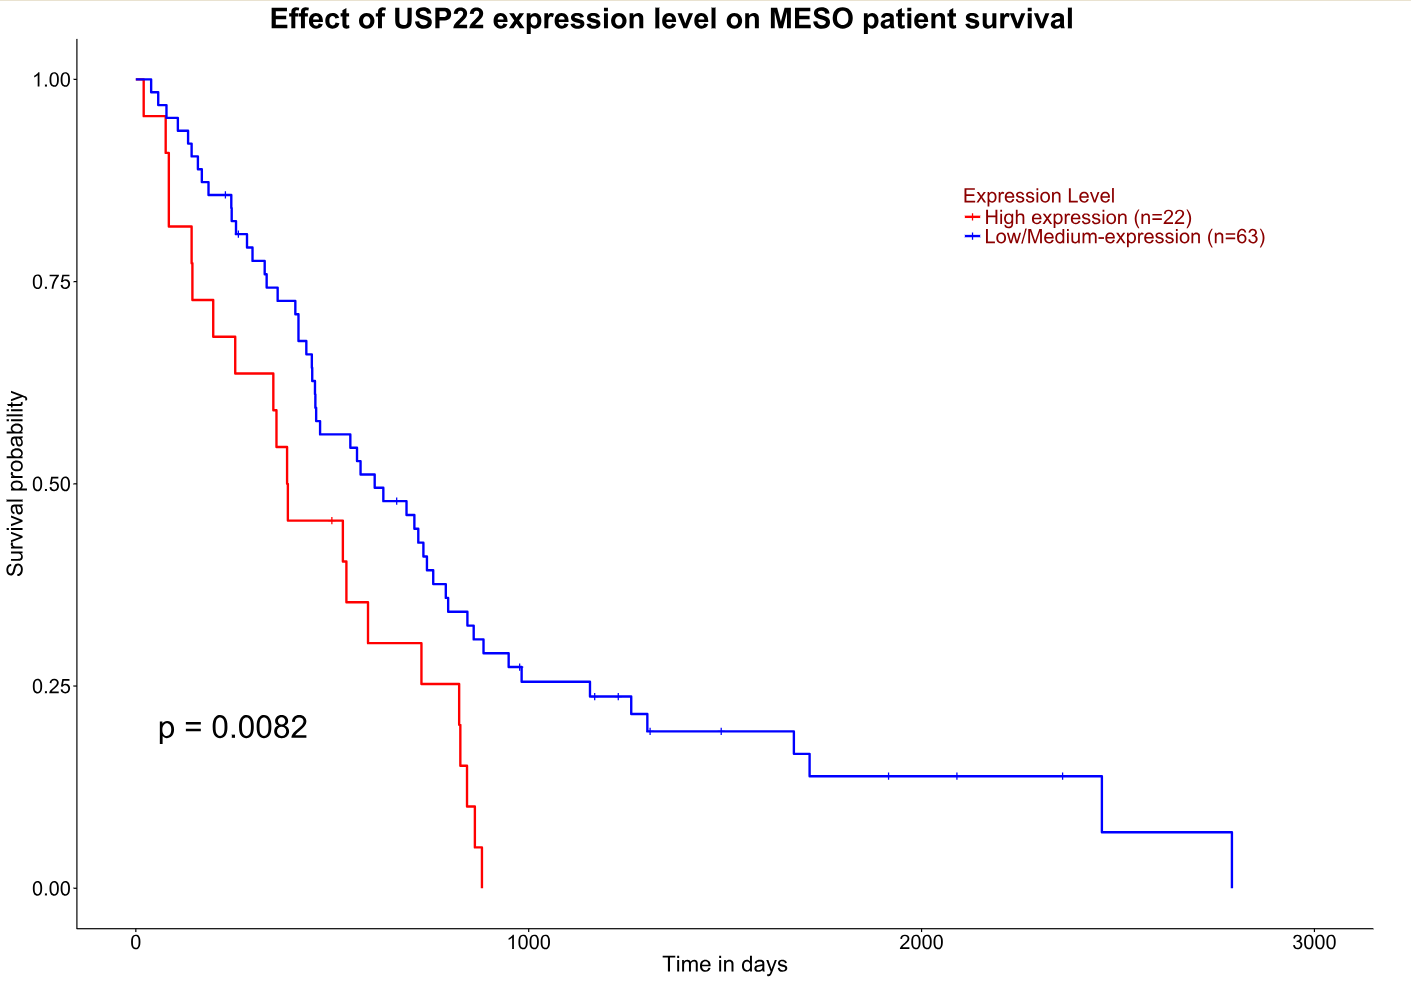 Effect of USP22 expression level on MESO patient survival
1.00
0.75
0.50
0.25
0.00
Survival probability
Expression Level
High expression (n=22)
Low/Medium-expression (n=63)
p = 0.0082
0 1000 2000 3000
Time in days